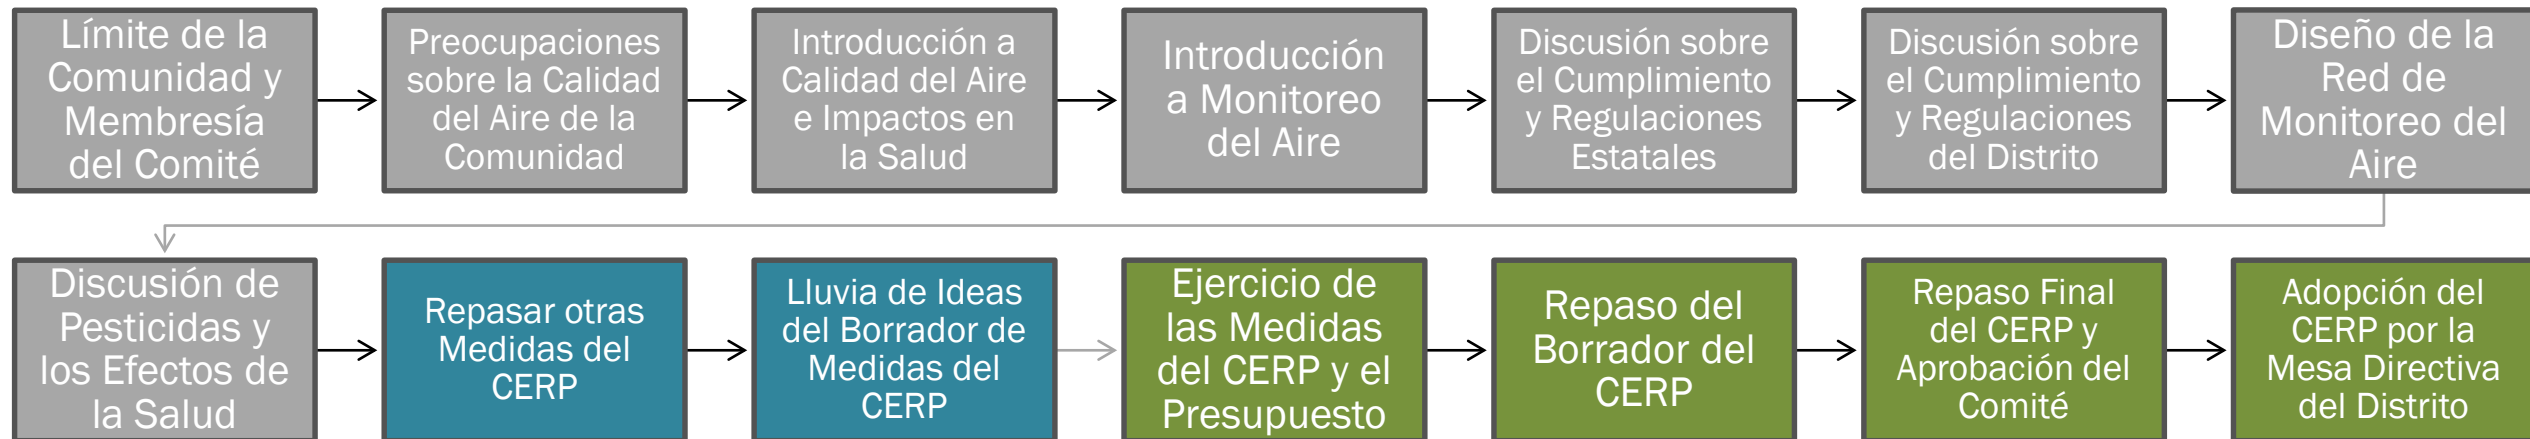 Límite de la
Comunidad y
Membresía
del Comité
Preocupaciones
sobre la Calidad
del Aire de la
Comunidad
Introducción a
Calidad del Aire
e Impactos en
la Salud
Introducción
a Monitoreo
del Aire
Discusión sobre
el Cumplimiento
y Regulaciones
Estatales
Discusión sobre
el Cumplimiento
y Regulaciones
del Distrito
Diseño de la
Red de
Monitoreo del
Aire
Discusión de
Pesticidas y
los Efectos de
la Salud
Repasar otras
Medidas del
CERP
Lluvia de Ideas
del Borrador de
Medidas del
CERP
Ejercicio de
las Medidas
del CERP y el
Presupuesto
Repaso del
Borrador del
CERP
Repaso Final
del CERP y
Aprobación del
Comité
Adopción del
CERP por la
Mesa Directiva
del Distrito